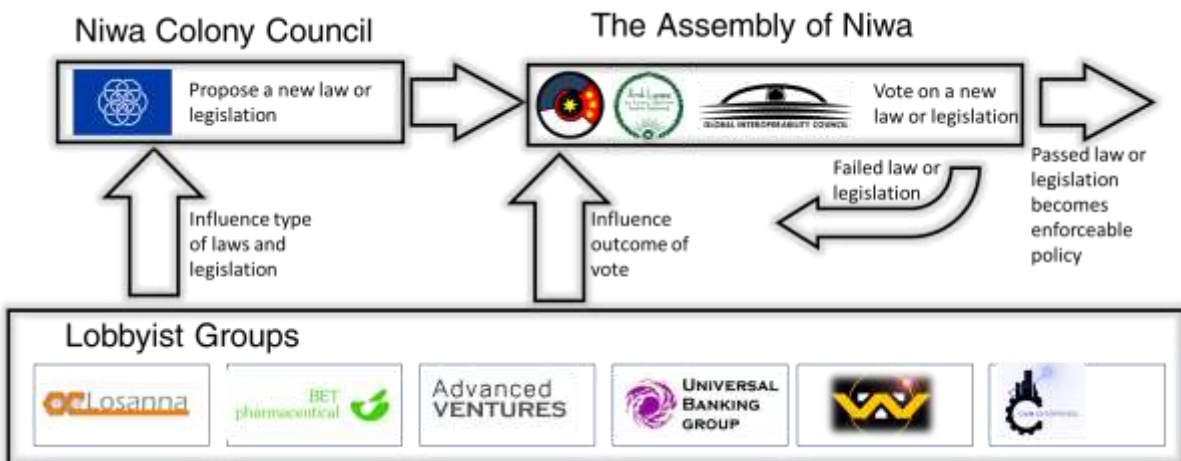 Niwa Colony Council
The Assembly of Niwa
Propose a new law or
legislation
GLOBAL INTEROPERABILITY COUNCIL
Vote on a new
law or legislation
Failed law or
legislation
Passed law or
legislation
becomes
enforceable
policy
Influence type
of laws and
legislation
Influence
outcome of
vote
Lobbyist Groups
Losanna
BET
pharmaceutical
Advanced
VENTURES
UNIVERSAL
BANKING
GROUP